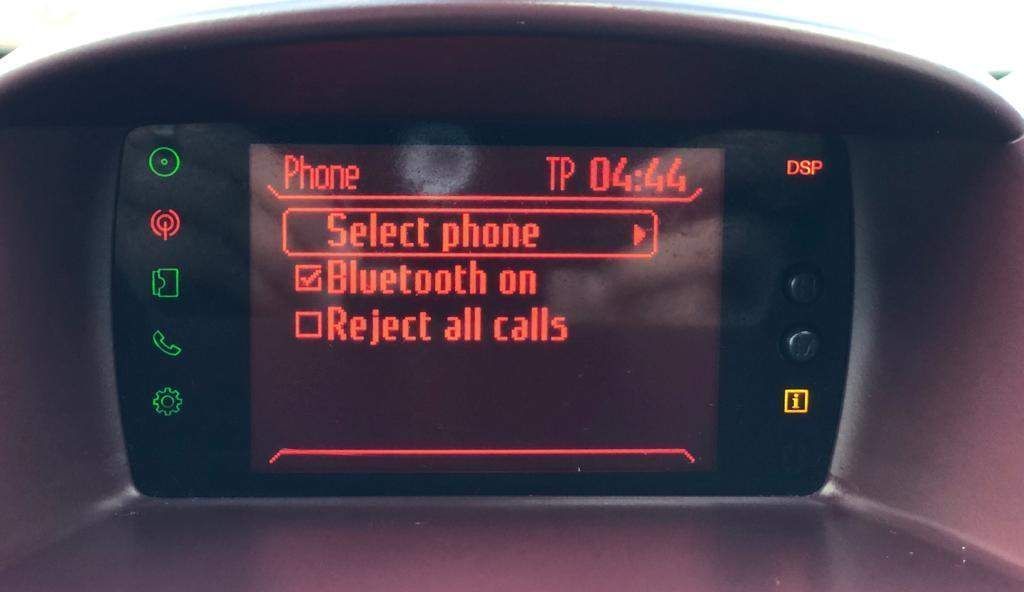 Phone TP 04:44 DSP
Select phone
Bluetooth on
Reject all calls
i